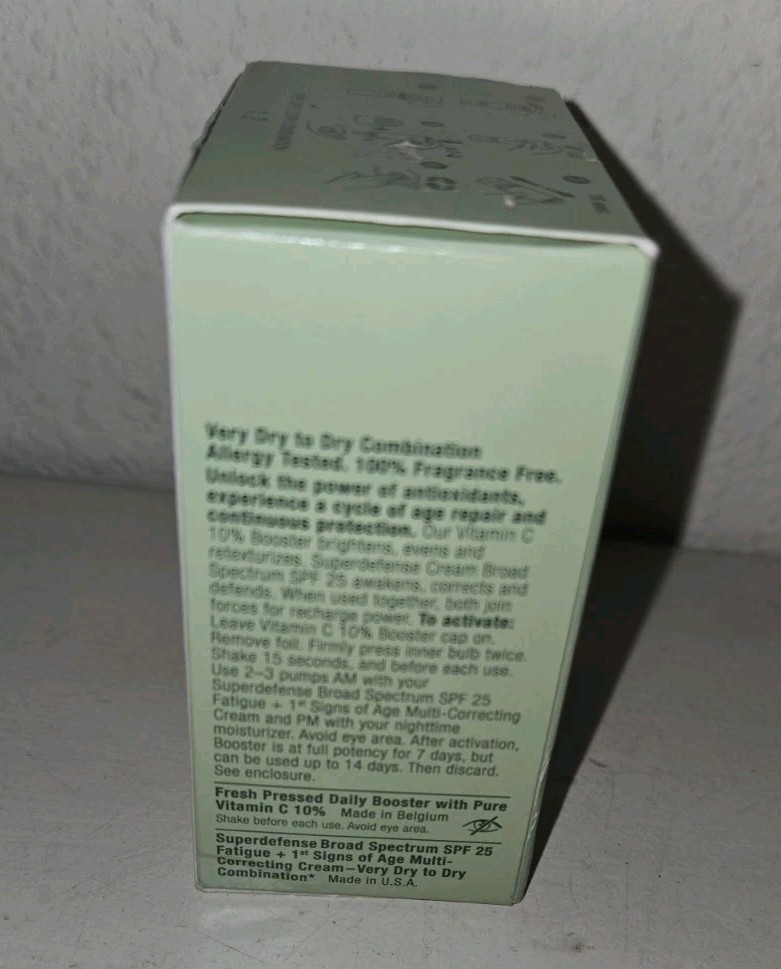 Very Dry to Dry Combination
Allergy Tested. 100% Fragrance Free.
Unlock the power of antioxidants,
experience a cycle of age repair and
continuous protection. Our Vitamin C
10% Booster brightens, evens and
retexturizes. Superdefense Cream Broad
Spectrum SPF 25 awakens, corrects and
defends. When used together, both join
forces for recharge power. To activate:
Leave Vitamin C 10% Booster cap on.
Remove foil. Firmly press inner bulb twice.
Shake 15 seconds, and before each use.
Use 2–3 pumps AM with your
Superdefense Broad Spectrum SPF 25
Fatigue + 1st Signs of Age Multi-Correcting
Cream and PM with your nighttime
moisturizer. Avoid eye area. After activation,
Booster is at full potency for 7 days, but
can be used up to 14 days. Then discard.
See enclosure.
Fresh Pressed Daily Booster with Pure
Vitamin C 10% Made in Belgium
Shake before each use. Avoid eye area.
Superdefense Broad Spectrum SPF 25
Fatigue + 1st Signs of Age Multi-
Correcting Cream–Very Dry to Dry
Combination* Made in U.S.A.